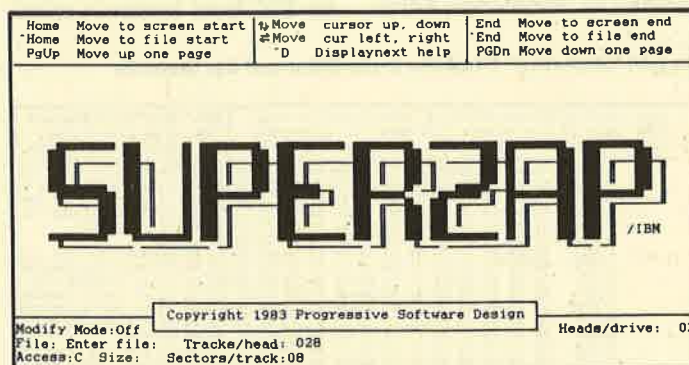 Home Move to screen start
^Home Move to file start
PgUp Move up one page
⇅Move cursor up, down
⇄Move cur left, right
^D Displaynext help
End Move to screen end
^End Move to file end
PGDn Move down one page
SUPERZAP
/IBM
Copyright 1983 Progressive Software Design
Modify Mode:Off
Heads/drive:
File: Enter file: Tracks/head: 028
Access:C Size: Sectors/track:08